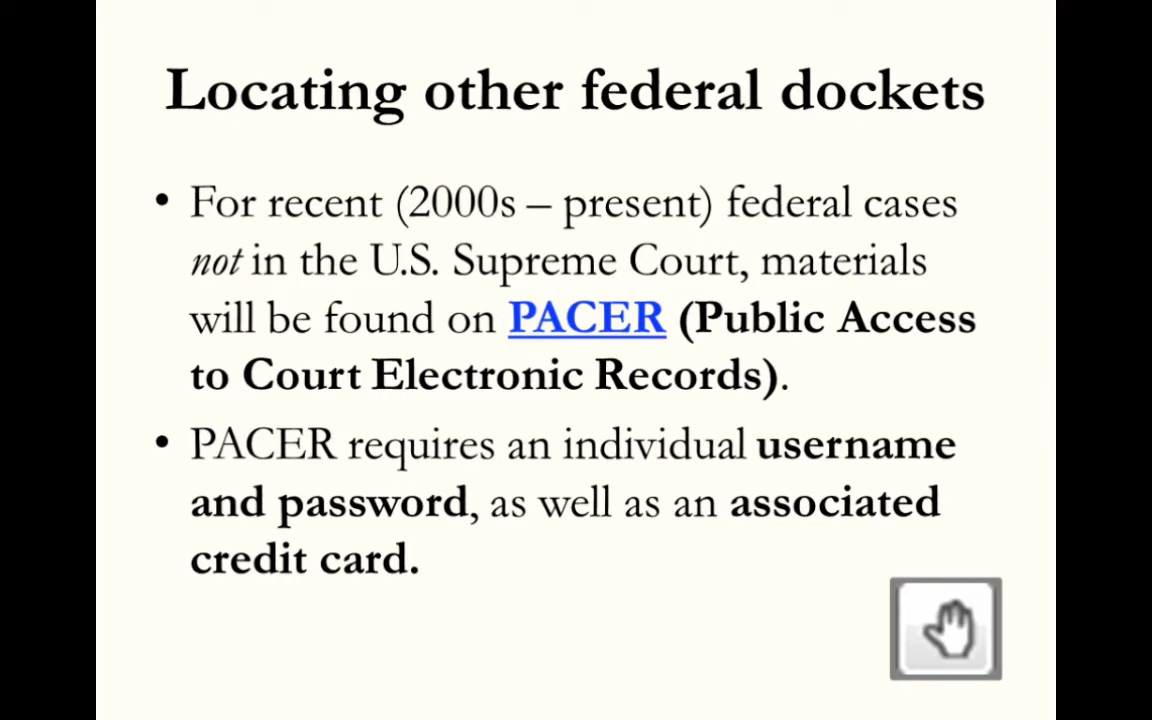 Locating other federal dockets
• For recent (2000s – present) federal cases
not in the U.S. Supreme Court, materials
will be found on PACER (Public Access
to Court Electronic Records).
• PACER requires an individual username
and password, as well as an associated
credit card.